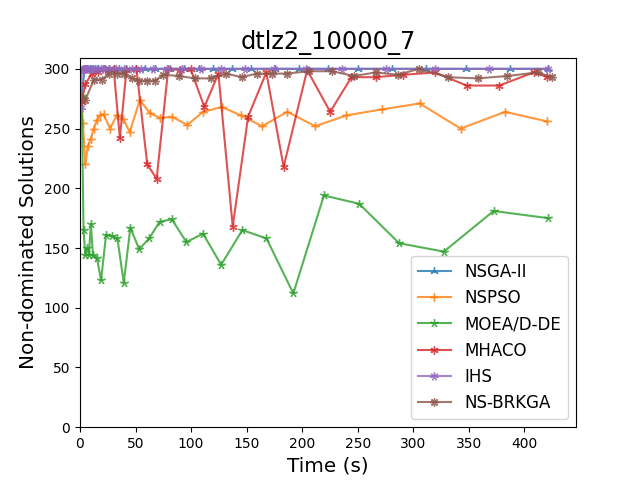 dtlz2_10000_7
Non-dominated Solutions
300
250
200
150
100
50
0
0 50 100 150 200 250 300 350 400
Time (s)
NSGA-II
NSPSO
MOEA/D-DE
MHACO
IHS
NS-BRKGA